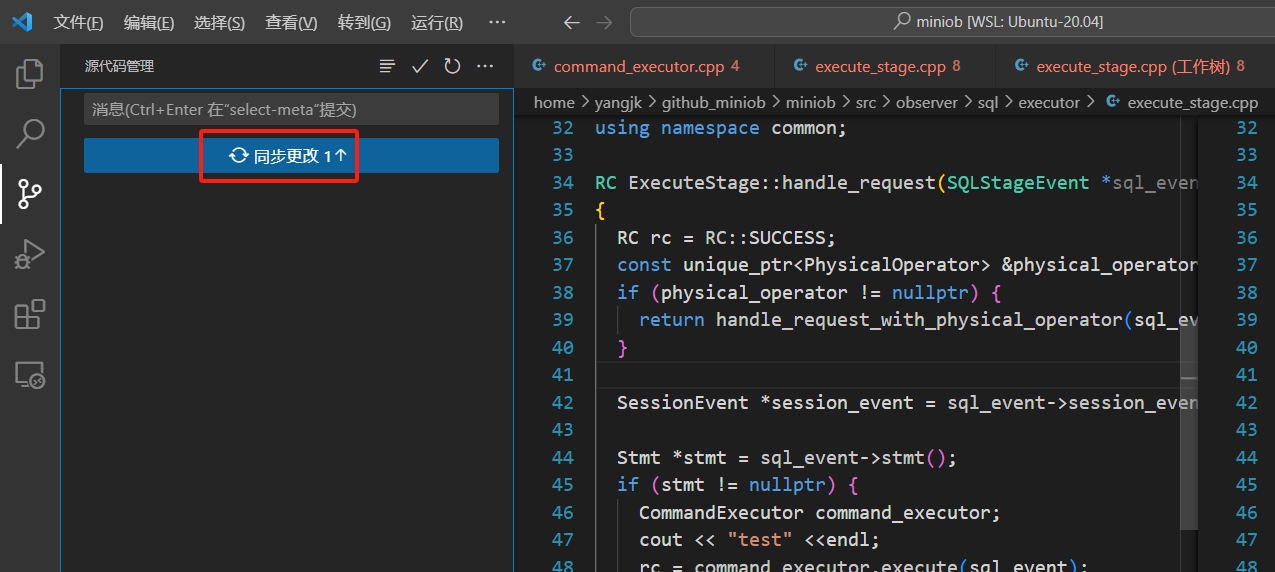 文件(F) 编辑(E) 选择(S) 查看(V) 转到(G) 运行(R) ··· miniob [WSL: Ubuntu-20.04]
源代码管理
消息(Ctrl+Enter 在“select-meta”提交)
同步更改 1↑
command_executor.cpp 4 execute_stage.cpp 8 execute_stage.cpp (工作树) 8
home > yangjk > github_miniob > miniob > src > observer > sql > executor > execute_stage.cpp
32 using namespace common; 32
33 33
34 RC ExecuteStage::handle_request(SQLStageEvent *sql_even 34
35 { 35
36 RC rc = RC::SUCCESS; 36
37 const unique_ptr<PhysicalOperator> &physical_operator 37
38 if (physical_operator != nullptr) { 38
39 return handle_request_with_physical_operator(sql_ev 39
40 } 40
41 41
42 SessionEvent *session_event = sql_event->session_even 42
43 43
44 Stmt *stmt = sql_event->stmt(); 44
45 if (stmt != nullptr) { 45
46 CommandExecutor command_executor; 46
47 cout << "test" <<endl; 47
48 rc = command_executor.execute(sql_event); 48